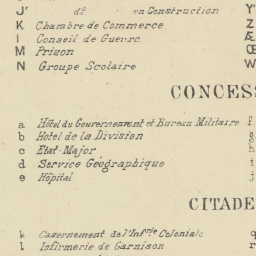 J' dº en Construction Y
K Chambre de Commerce Z
I Conseil de Guerre Æ
M Prison Œ
N Groupe Scolaire W
CONCESS
a Hôtel du Gouvernement et Bureau Militaire f
b Hotel de la Division g
c Etat-Major h
d Service Géographique i
e Hôpital j
CITADE
k Casernement de l'Infrie Coloniale q
l Infirmerie de Garnison r